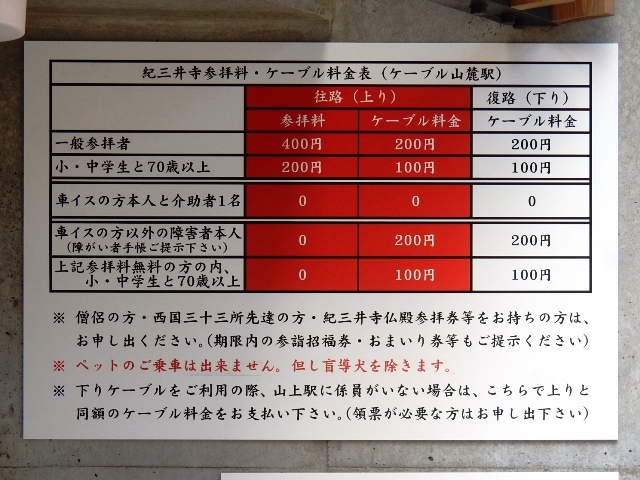 紀三井寺参拝料・ケーブル料金表（ケーブル山麓駅）
往路（上り） 復路（下り）
参拝料 ケーブル料金 ケーブル料金
一般参拝者 400円 200円 200円
小・中学生と70歳以上 200円 100円 100円
車イスの方本人と介助者1名 0 0 0
車イスの方以外の障害者本人
（障がい者手帳ご提示下さい） 0 200円 200円
上記参拝料無料の方の内、
小・中学生と70歳以上 0 100円 100円
※ 僧侶の方・西国三十三所先達の方・紀三井寺仏殿参拝券等をお持ちの方は、
お申し出ください。（期限内の参詣招福券・おまいり券等もご提示ください）
※ ペットのご乗車は出来ません。但し盲導犬を除きます。
※ 下りケーブルをご利用の際、山上駅に係員がいない場合は、こちらで上りと
同額のケーブル料金をお支払い下さい。（領票が必要な方はお申し出下さい）